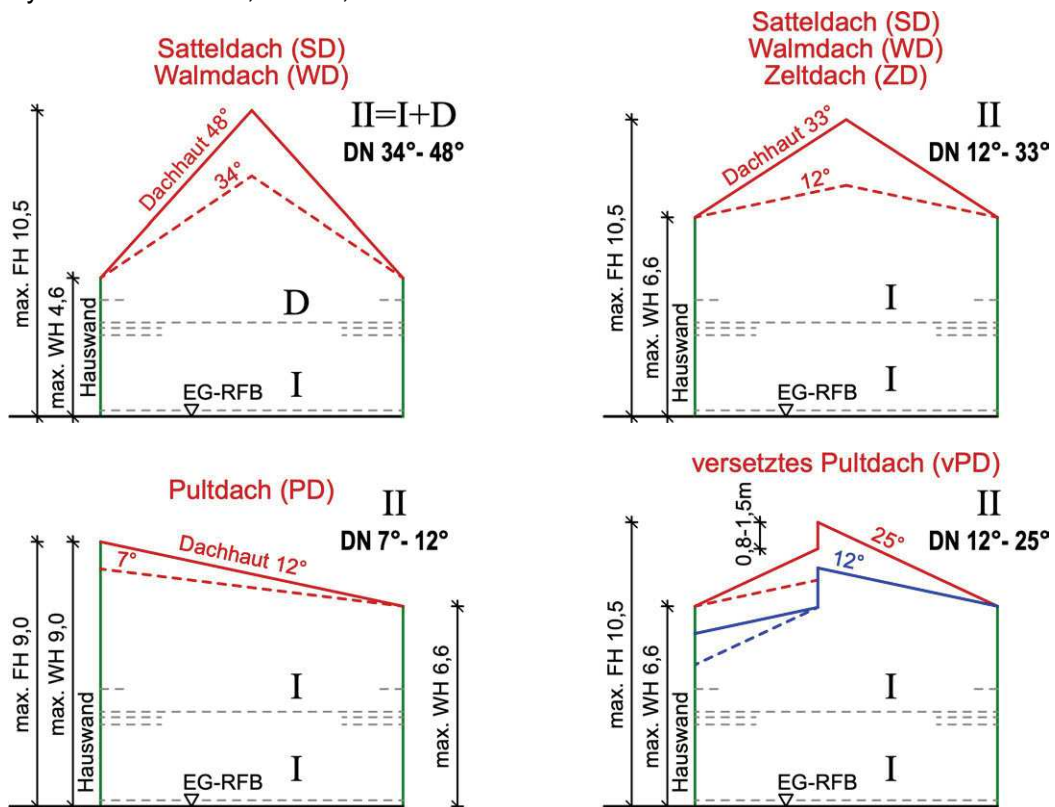 Satteldach (SD)
Walmdach (WD)
II=I+D
DN 34°- 48°
Dachhaut 48°
34°
max. FH 10,5
max. WH 4,6
Hauswand
D
I
EG-RFB
Satteldach (SD)
Walmdach (WD)
Zeltdach (ZD)
II
DN 12°- 33°
Dachhaut 33°
12°
max. FH 10,5
max. WH 6,6
Hauswand
I
I
EG-RFB
Pultdach (PD)
II
DN 7°- 12°
Dachhaut 12°
7°
max. FH 9,0
max. WH 9,0
Hauswand
max. WH 6,6
I
I
EG-RFB
versetztes Pultdach (vPD)
II
DN 12°- 25°
0,8-1,5m
25°
12°
max. FH 10,5
max. WH 6,6
Hauswand
I
I
EG-RFB